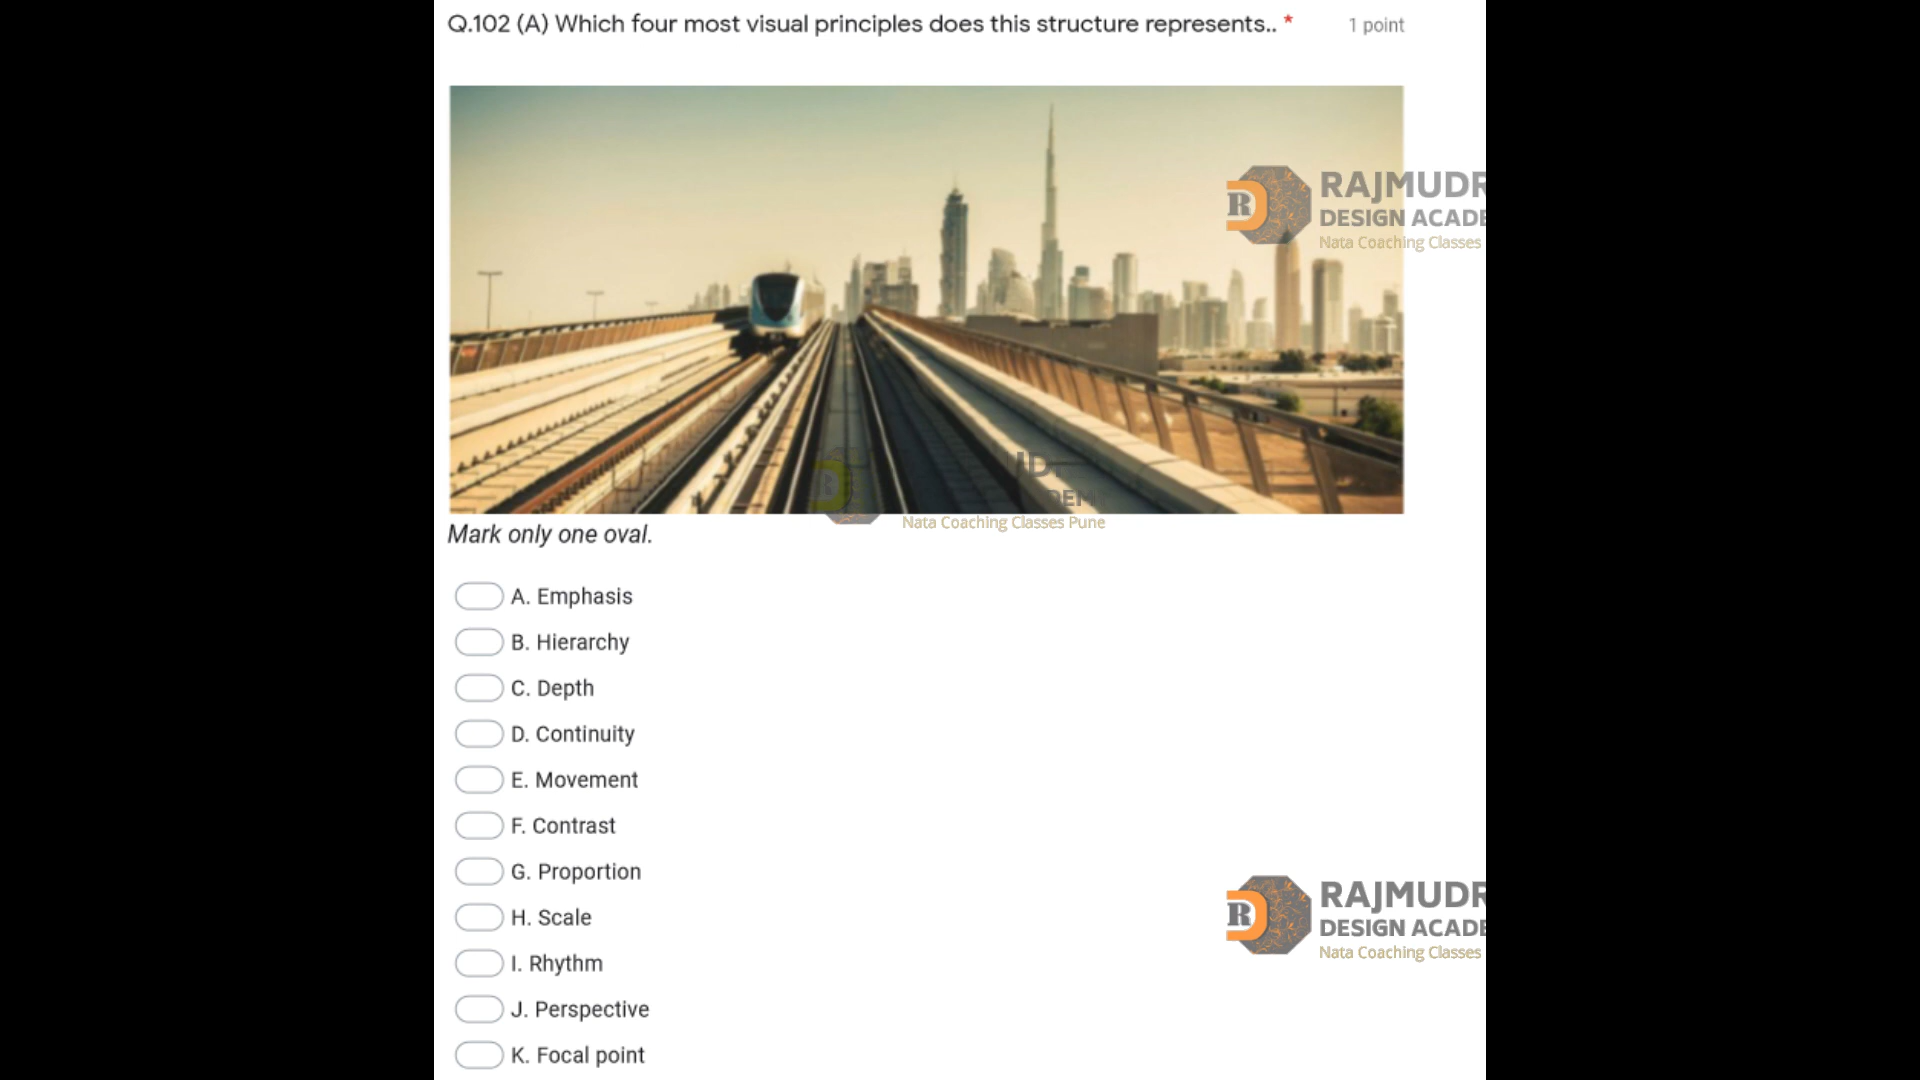 Q.102 (A) Which four most visual principles does this structure represents.. *
1 point
RAJMUDR
DESIGN ACADE
Nata Coaching Classes
Nata Coaching Classes Pune
Mark only one oval.
A. Emphasis
B. Hierarchy
C. Depth
D. Continuity
E. Movement
F. Contrast
G. Proportion
H. Scale
I. Rhythm
J. Perspective
K. Focal point
R
RAJMUDR
DESIGN ACADE
Nata Coaching Classes